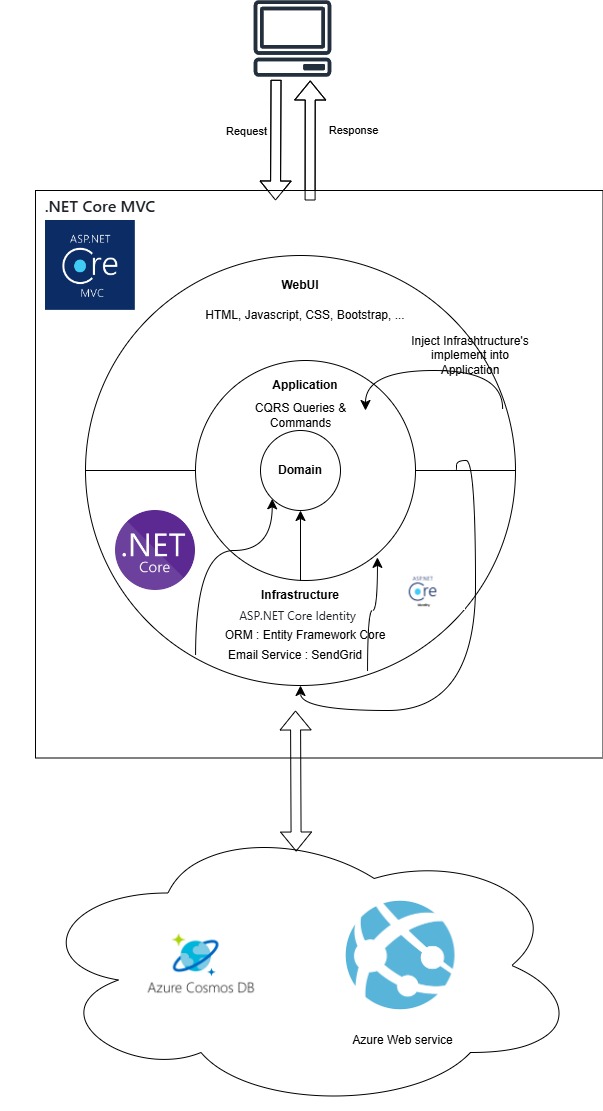 Request
Response
.NET Core MVC
ASP.NET
Core
MVC
WebUI
HTML, Javascript, CSS, Bootstrap, ...
Inject Infrashtructure's
implement into
Application
Application
CQRS Queries &
Commands
Domain
.NET
Core
Infrastructure
ASP.NET Core Identity
ORM : Entity Framework Core
Email Service : SendGrid
ASP.NET
Core
Identity
Azure Cosmos DB
Azure Web service